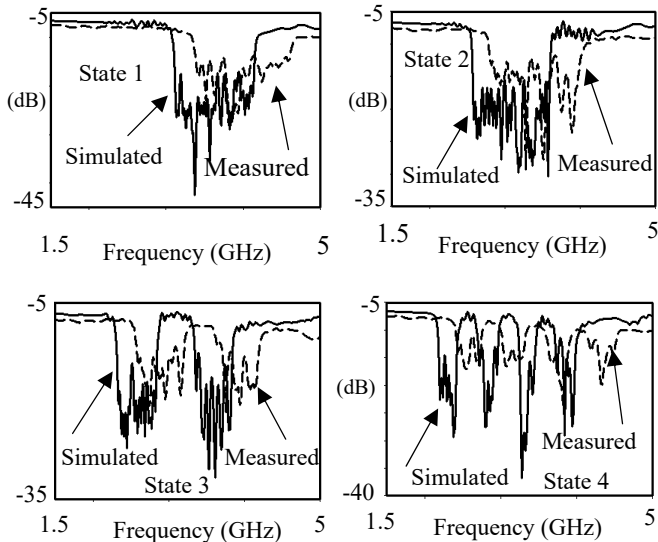 -5
State 1
(dB)
Simulated
Measured
-45
1.5
Frequency (GHz)
5
-5
State 2
(dB)
Simulated
Measured
-35
1.5
Frequency (GHz)
5
-5
Simulated
Measured
-35
State 3
1.5
Frequency (GHz)
5
-5
(dB)
Measured
Simulated
-40
State 4
1.5
Frequency (GHz)
5